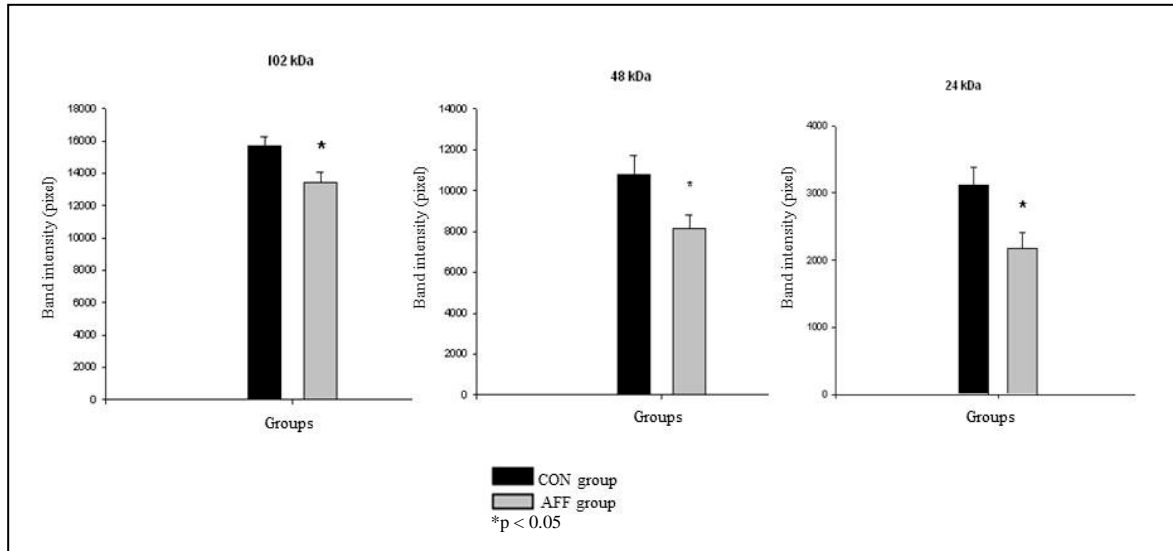 102 kDa
48 kDa
24 kDa
Band intensity (pixel)
18000
16000
14000
12000
10000
8000
6000
4000
2000
0
*
Groups
Band intensity (pixel)
14000
12000
10000
8000
6000
4000
2000
0
*
Groups
Band intensity (pixel)
4000
3000
2000
1000
0
*
Groups
CON group
AFF group
*p < 0.05